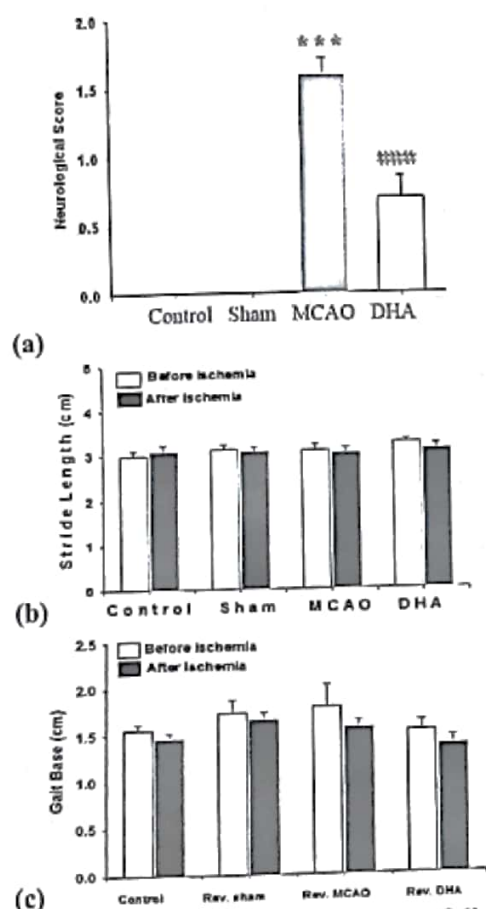 2.0
***
1.5
Neurological Score
1.0
###
0.5
0.0
Control Sham MCAO DHA
(a)
5
Before Ischemia
After Ischemia
4
Stride Length (cm)
3
2
1
0
(b)
Control Sham MCAO DHA
2.5
Before Ischemia
After Ischemia
2.0
Gait Base (cm)
1.5
1.0
0.5
0.0
Control Rev. sham Rev. MCAO Rev. DHA
(c)